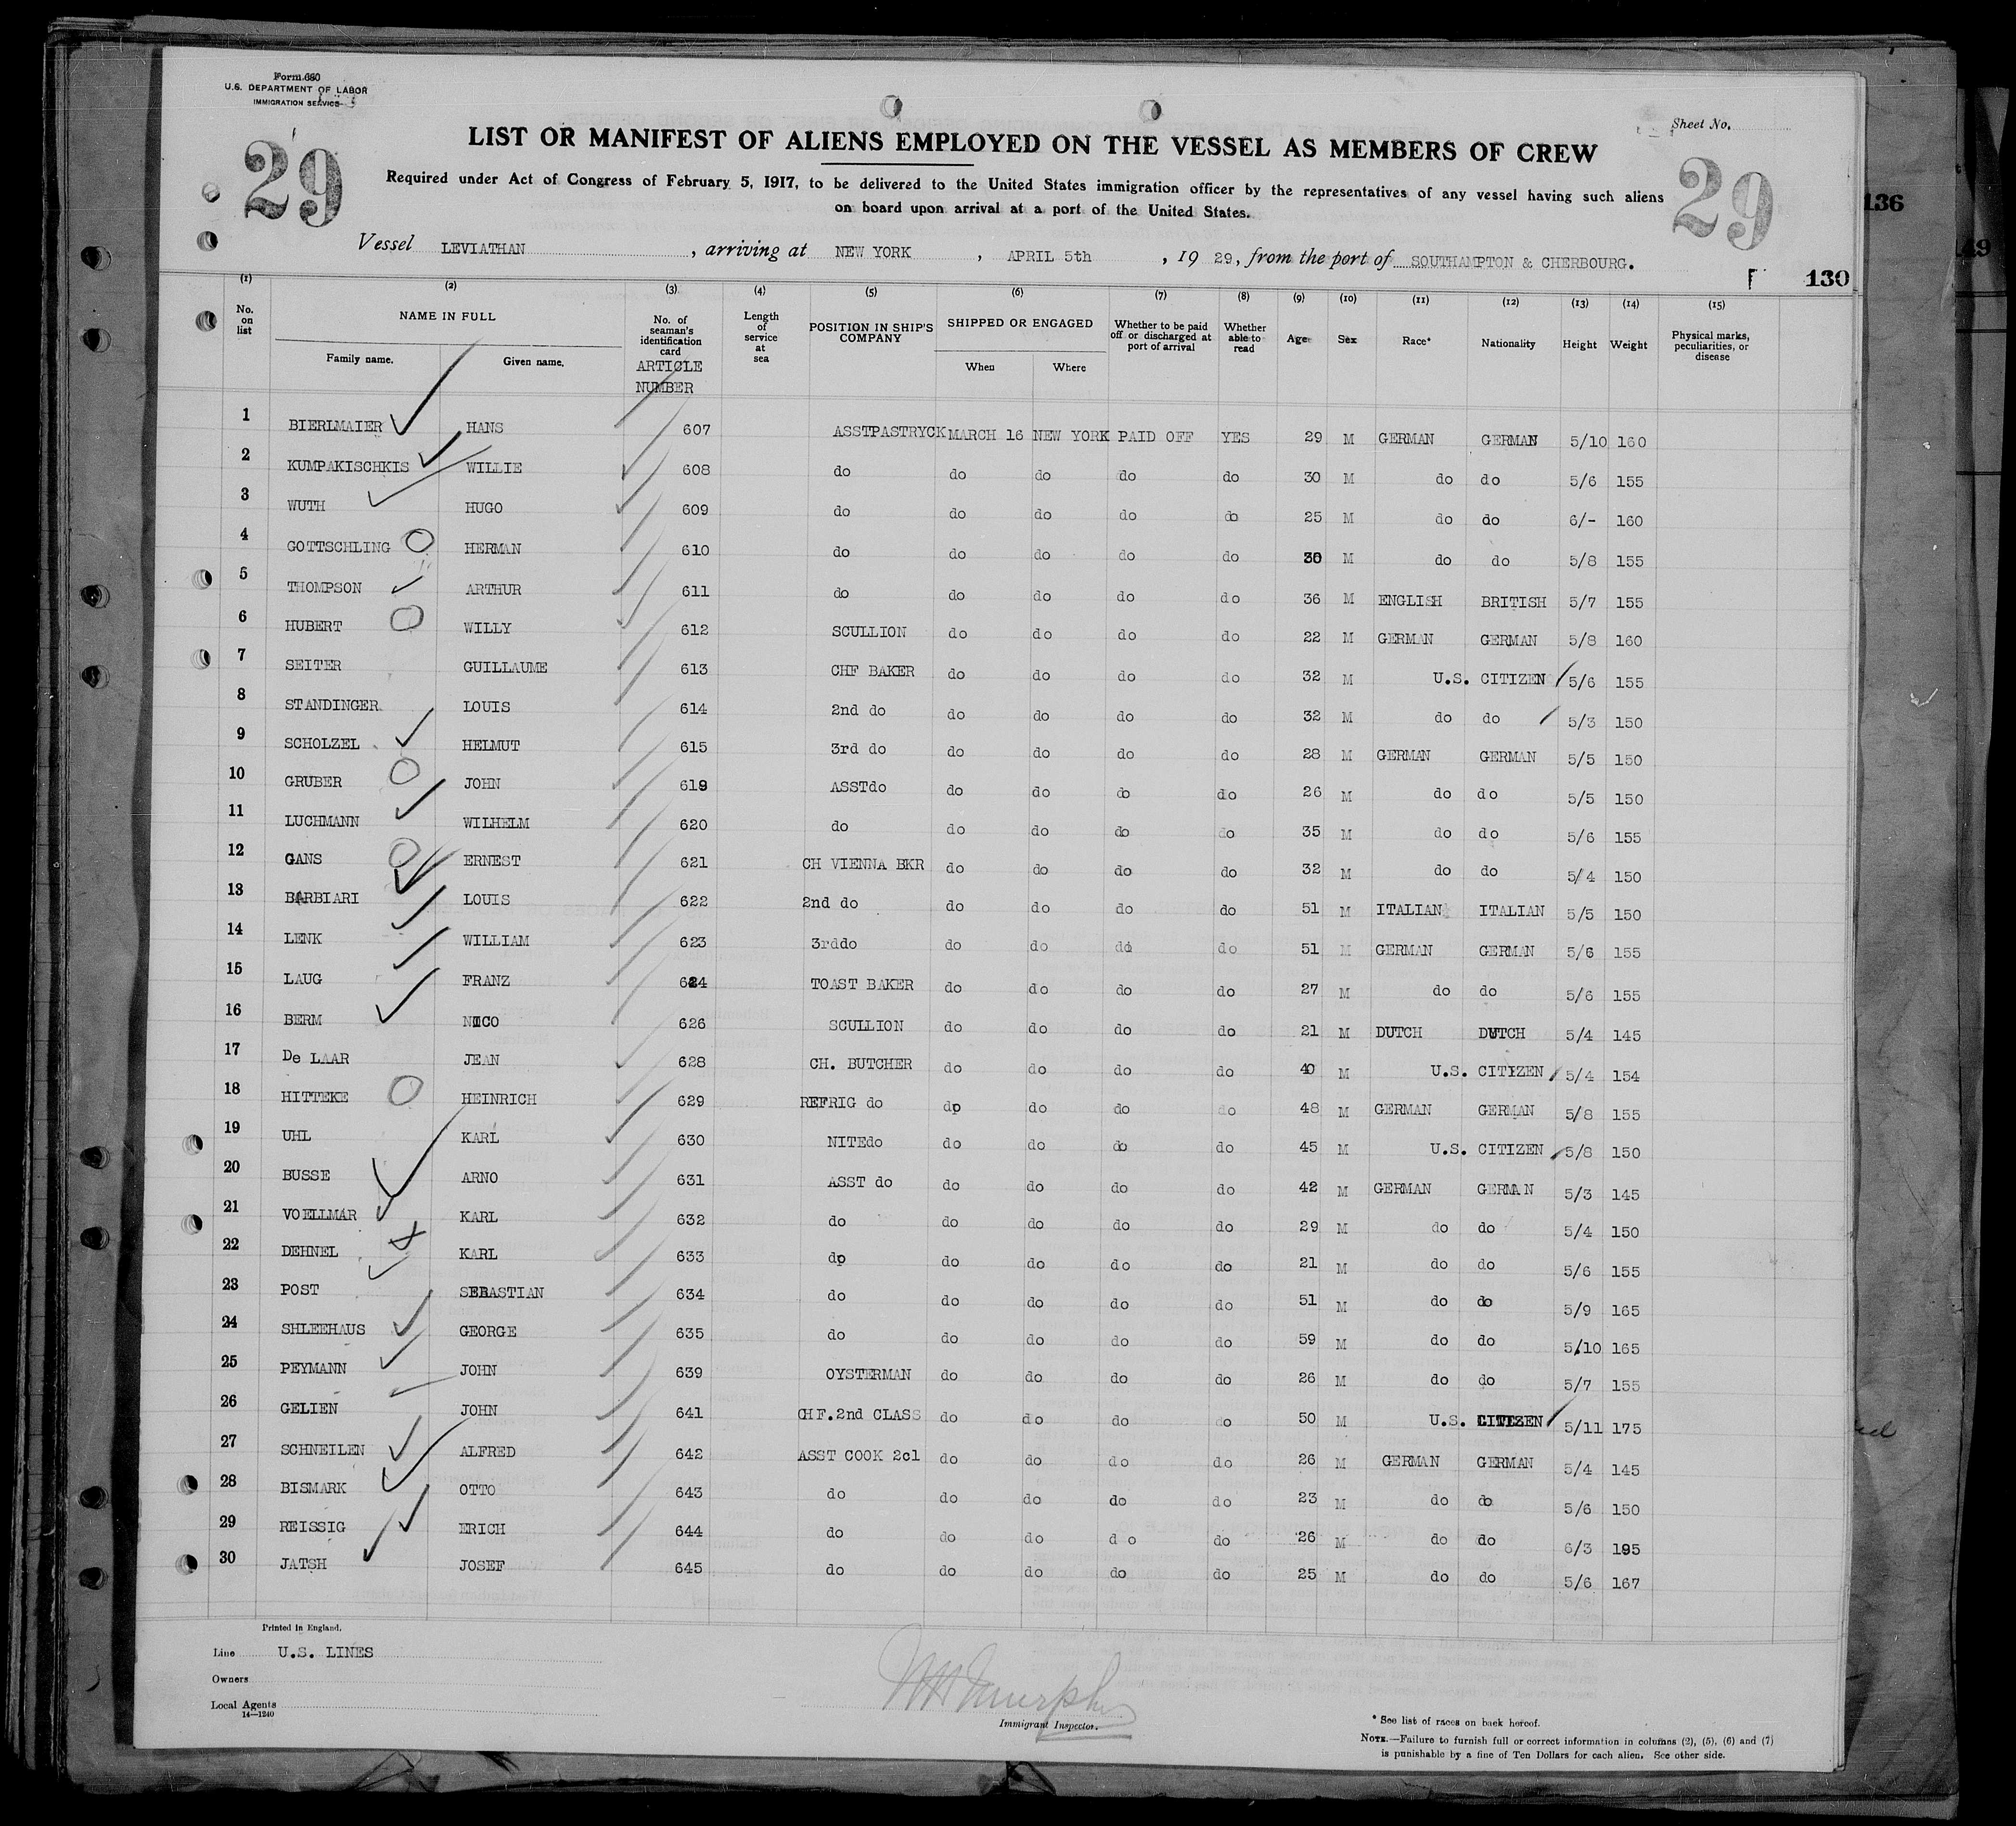 Form 680
U.S. DEPARTMENT OF LABOR
IMMIGRATION SERVICE
Sheet No.
29
29
LIST OR MANIFEST OF ALIENS EMPLOYED ON THE VESSEL AS MEMBERS OF CREW
Required under Act of Congress of February 5, 1917, to be delivered to the United States immigration officer by the representatives of any vessel having such aliens
on board upon arrival at a port of the United States.
136
Vessel LEVIATHAN, arriving at NEW YORK, APRIL 5th, 19 29, from the port of SOUTHAMPTON & CHERBOURG.
130
(1) (2) (3) (4) (5) (6) (7) (8) (9) (10) (11) (12) (13) (14) (15)
No. on list NAME IN FULL Family name. Given name. No. of seaman's identification card ARTICLE NUMBER Length of service at sea POSITION IN SHIP'S COMPANY SHIPPED OR ENGAGED When Where Whether to be paid off or discharged at port of arrival Whether able to read Age Sex Race* Nationality Height Weight Physical marks, peculiarities, or disease
1 BIERLMAIER HANS 607 ASSTPASTRYCK MARCH 16 NEW YORK PAID OFF YES 29 M GERMAN GERMAN 5/10 160
2 KUMPAKISCHKIS WILLIE 608 do do do do do 30 M do do 5/6 155
3 WUTH HUGO 609 do do do do do 25 M do do 6/- 160
4 GOTTSCHLING HERMAN 610 do do do do do 30 M do do 5/8 155
5 THOMPSON ARTHUR 611 do do do do do 36 M ENGLISH BRITISH 5/7 155
6 HUBERT WILLY 612 SCULLION do do do do 22 M GERMAN GERMAN 5/8 160
7 SEITER GUILLAUME 613 CHF BAKER do do do do 32 M U.S. CITIZEN 5/6 155
8 STANDINGER LOUIS 614 2nd do do do do do 32 M do do 5/3 150
9 SCHOLZEL HELMUT 615 3rd do do do do do 28 M GERMAN GERMAN 5/5 150
10 GRUBER JOHN 619 ASSTdo do do do do 26 M do do 5/5 150
11 LUCHMANN WILHELM 620 do do do do do 35 M do do 5/6 155
12 GANS ERNEST 621 CH VIENNA BKR do do do do 32 M do do 5/4 150
13 BARBIARI LOUIS 622 2nd do do do do do 51 M ITALIAN ITALIAN 5/5 150
14 LENK WILLIAM 623 3rddo do do do do 51 M GERMAN GERMAN 5/6 155
15 LAUG FRANZ 624 TOAST BAKER do do do do 27 M do do 5/6 155
16 BERM NICO 626 SCULLION do do do do 21 M DUTCH DUTCH 5/4 145
17 De LAAR JEAN 628 CH. BUTCHER do do do do 40 M U.S. CITIZEN 5/4 154
18 HITTEKE HEINRICH 629 REFRIG do do do do do 48 M GERMAN GERMAN 5/8 155
19 UHL KARL 630 NITEdo do do do do 45 M U.S. CITIZEN 5/8 150
20 BUSSE ARNO 631 ASST do do do do do 42 M GERMAN GERMAN 5/3 145
21 VOELLMAR KARL 632 do do do do do 29 M do do 5/4 150
22 DEHNEL KARL 633 do do do do do 21 M do do 5/6 155
23 POST SEBASTIAN 634 do do do do do 51 M do do 5/9 165
24 SHLEEHAUS GEORGE 635 do do do do do 59 M do do 5/10 165
25 PEYMANN JOHN 639 OYSTERMAN do do do do 26 M do do 5/7 155
26 GELIEN JOHN 641 CHF.2nd CLASS do do do do 50 M U.S. CITIZEN 5/11 175
27 SCHNEILEN ALFRED 642 ASST COOK 2cl do do do do 26 M GERMAN GERMAN 5/4 145
28 BISMARK OTTO 643 do do do do do 23 M do do 5/6 150
29 REISSIG ERICH 644 do do do do do 26 M do do 6/3 195
30 JATSH JOSEF 645 do do do do do 25 M do do 5/6 167
Printed in England.
Line U.S. LINES
Owners
Local Agents
14—1240
Murphy
Immigrant Inspector.
* See list of races on back hereof.
NOTE.—Failure to furnish full or correct information in columns (2), (5), (6) and (7)
is punishable by a fine of Ten Dollars for each alien. See other side.